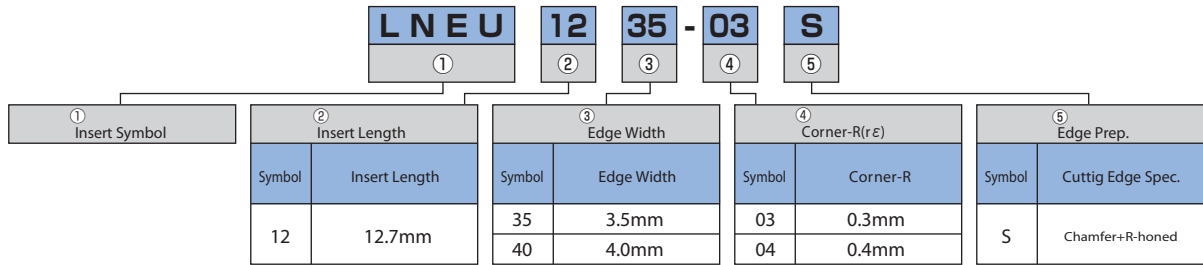 LNEU 12 35 - 03 S
① ② ③ ④ ⑤
① Insert Symbol
② Insert Length
Symbol Insert Length
12 12.7mm
③ Edge Width
Symbol Edge Width
35 3.5mm
40 4.0mm
④ Corner-R(rε)
Symbol Corner-R
03 0.3mm
04 0.4mm
⑤ Edge Prep.
Symbol Cuttig Edge Spec.
S Chamfer+R-honed